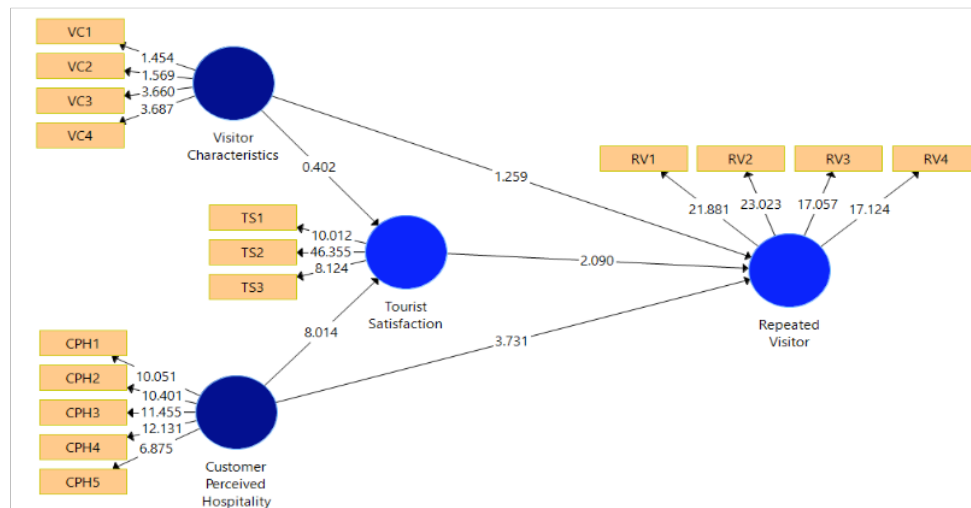 VC1
VC2
VC3
VC4
1.454
1.569
3.660
3.687
Visitor
Characteristics
0.402
1.259
RV1
RV2
RV3
RV4
21.881
23.023
17.057
17.124
TS1
TS2
TS3
10.012
46.355
8.124
Tourist
Satisfaction
2.090
Repeated
Visitor
8.014
3.731
CPH1
CPH2
CPH3
CPH4
CPH5
10.051
10.401
11.455
12.131
6.875
Customer
Perceived
Hospitality